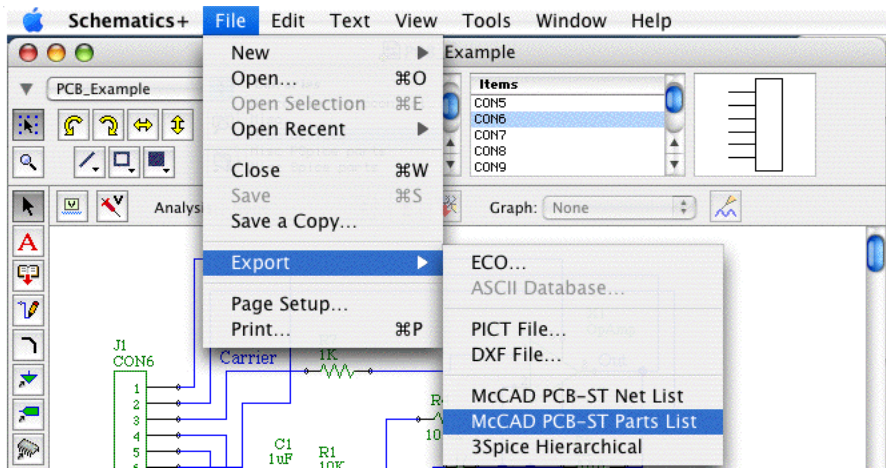 Schematics+ File Edit Text View Tools Window Help
Example
New
Open... ⌘O
Open Selection ⌘E
Open Recent
Close ⌘W
Save ⌘S
Save a Copy...
Export
Page Setup...
Print... ⌘P
ECO...
ASCII Database...
PICT File...
DXF File...
McCAD PCB-ST Net List
McCAD PCB-ST Parts List
3Spice Hierarchical
PCB_Example
Items
CON5
CON6
CON7
CON8
CON9
Graph: None
J1
CON6
1
2
3
4
5
Carrier
1K
C1
1uF
R1
10K
10